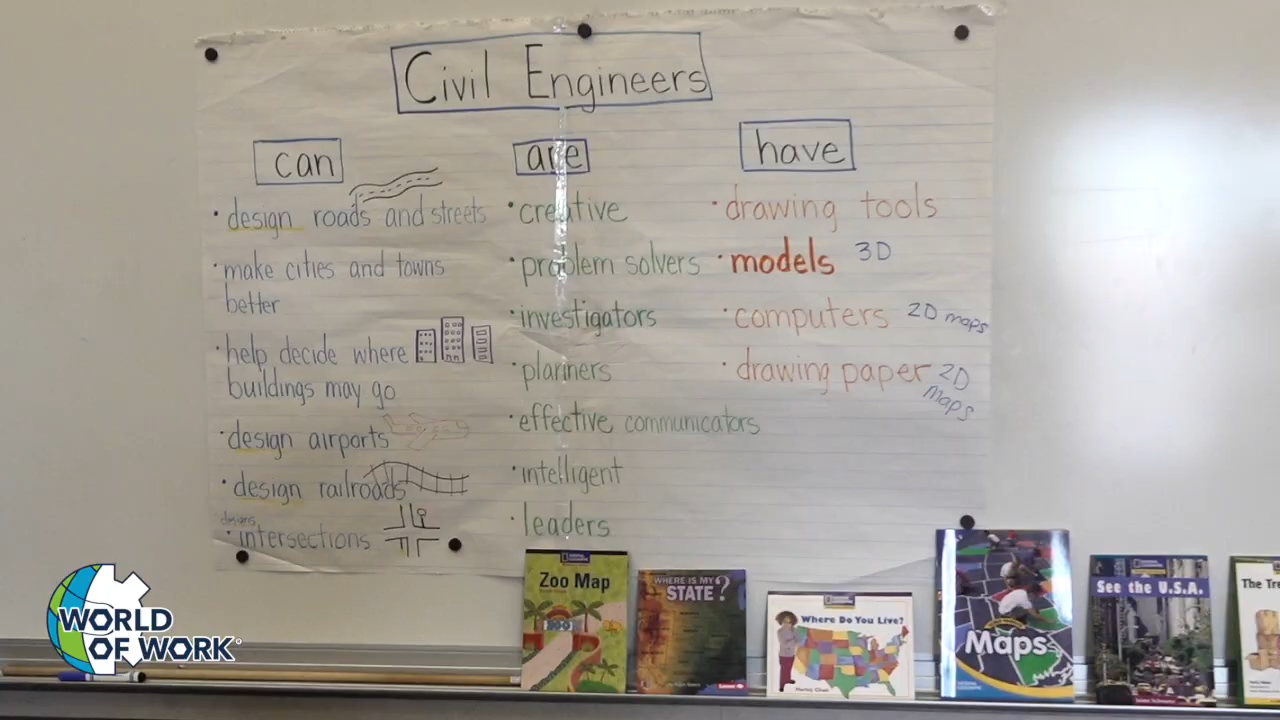 Civil Engineers
can
• design roads and streets
• make cities and towns
better
• help decide where
buildings may go
• design airports
• design railroads
designs
• intersections
are
• creative
• problem solvers
• investigators
• planners
• effective communicators
• intelligent
• leaders
have
• drawing tools
• models 3D
• computers 2D maps
• drawing paper 2D
maps
Zoo Map
WHERE IS MY
STATE?
Where Do You Live?
Maps
See the U.S.A.
The
WORLD
OF WORK